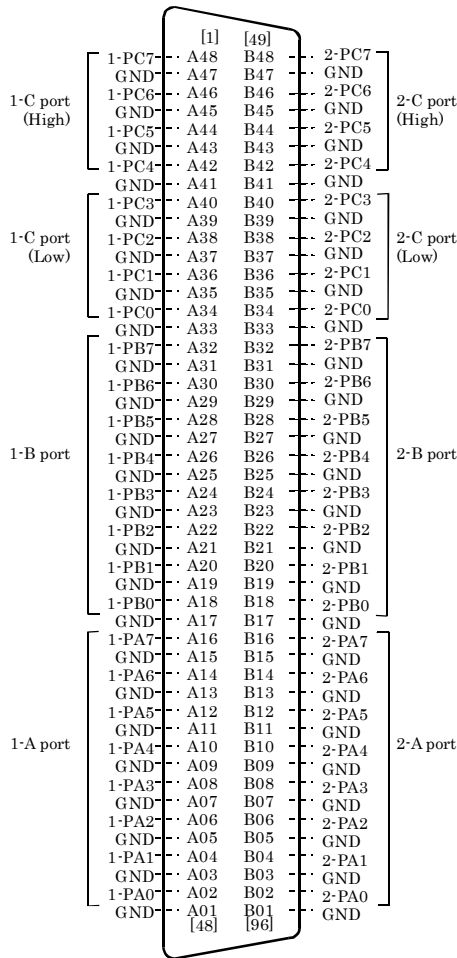 [1] [49]
1-PC7 A48 B48 2-PC7
GND A47 B47 GND
1-PC6 A46 B46 2-PC6
1-C port
(High)
GND A45 B45 GND
2-C port
(High)
1-PC5 A44 B44 2-PC5
GND A43 B43 GND
1-PC4 A42 B42 2-PC4
GND A41 B41 GND
1-PC3 A40 B40 2-PC3
GND A39 B39 GND
1-C port
(Low)
1-PC2 A38 B38 2-PC2
2-C port
(Low)
GND A37 B37 GND
1-PC1 A36 B36 2-PC1
GND A35 B35 GND
1-PC0 A34 B34 2-PC0
GND A33 B33 GND
1-PB7 A32 B32 2-PB7
GND A31 B31 GND
1-PB6 A30 B30 2-PB6
GND A29 B29 GND
1-PB5 A28 B28 2-PB5
GND A27 B27 GND
1-B port 1-PB4 A26 B26 2-PB4 2-B port
GND A25 B25 GND
1-PB3 A24 B24 2-PB3
GND A23 B23 GND
1-PB2 A22 B22 2-PB2
GND A21 B21 GND
1-PB1 A20 B20 2-PB1
GND A19 B19 GND
1-PB0 A18 B18 2-PB0
GND A17 B17 GND
1-PA7 A16 B16 2-PA7
GND A15 B15 GND
1-PA6 A14 B14 2-PA6
GND A13 B13 GND
1-PA5 A12 B12 2-PA5
GND A11 B11 GND
1-A port 1-PA4 A10 B10 2-PA4 2-A port
GND A09 B09 GND
1-PA3 A08 B08 2-PA3
GND A07 B07 GND
1-PA2 A06 B06 2-PA2
GND A05 B05 GND
1-PA1 A04 B04 2-PA1
GND A03 B03 GND
1-PA0 A02 B02 2-PA0
GND A01 B01 GND
[48] [96]